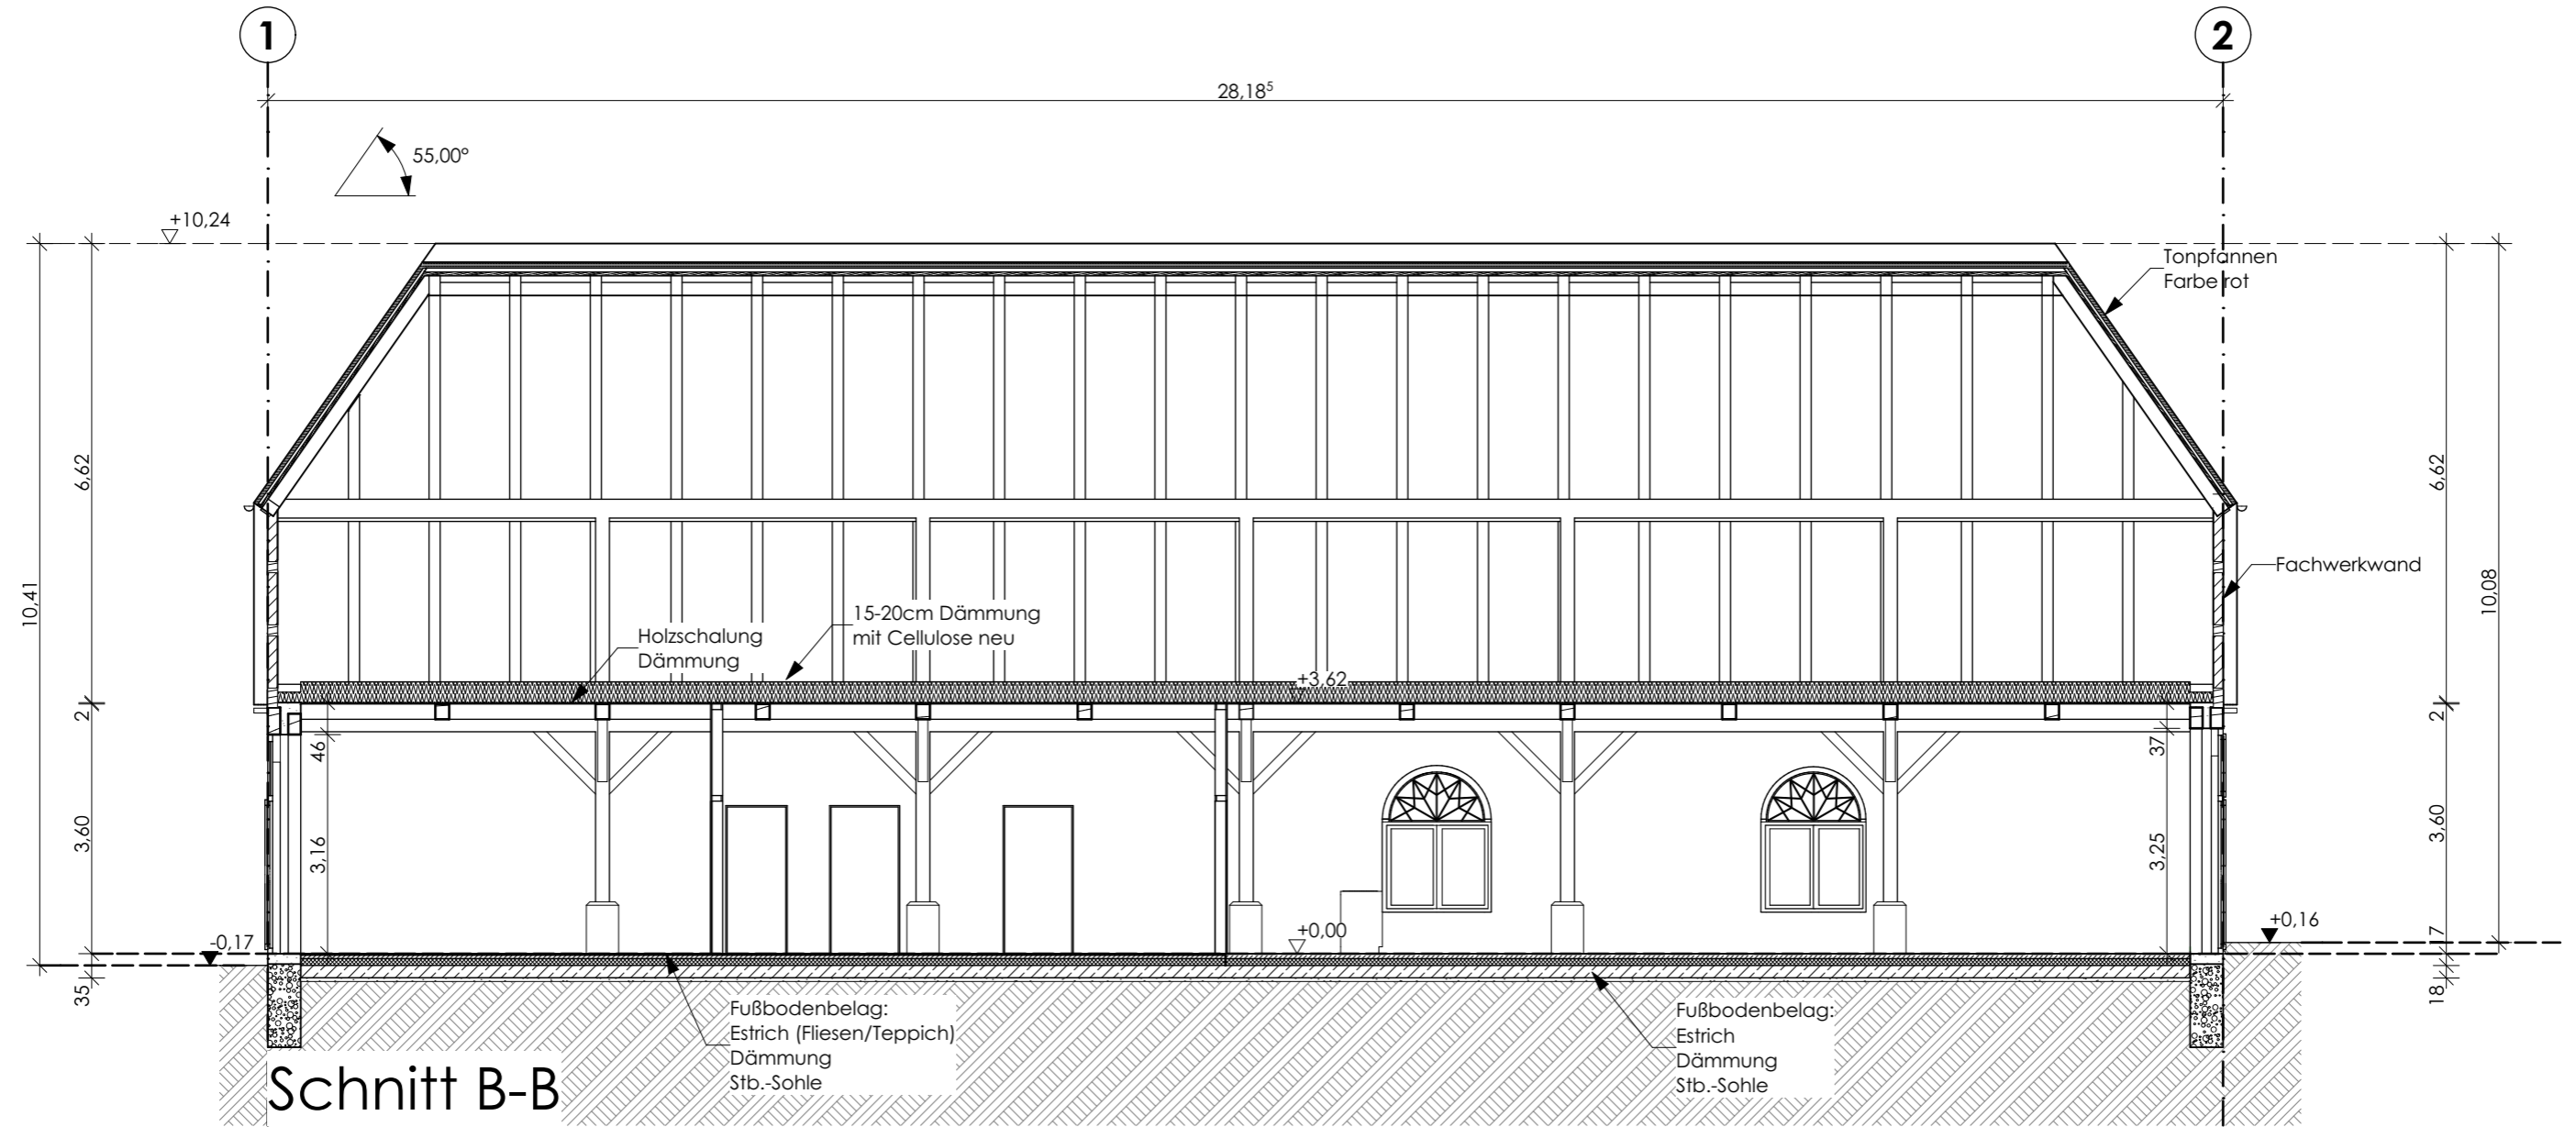 1
2
28,18⁵
55,00°
+10,24
Tonpfannen
Farbe rot
6,62
6,62
10,41
10,08
Fachwerkwand
15-20cm Dämmung
mit Cellulose neu
Holzschalung
Dämmung
+3,62
2
2
46
37
3,60
3,16
3,25
3,60
-0,17
+0,00
+0,16
17
35
18
Fußbodenbelag:
Estrich (Fliesen/Teppich)
Dämmung
Stb.-Sohle
Fußbodenbelag:
Estrich
Dämmung
Stb.-Sohle
Schnitt B-B